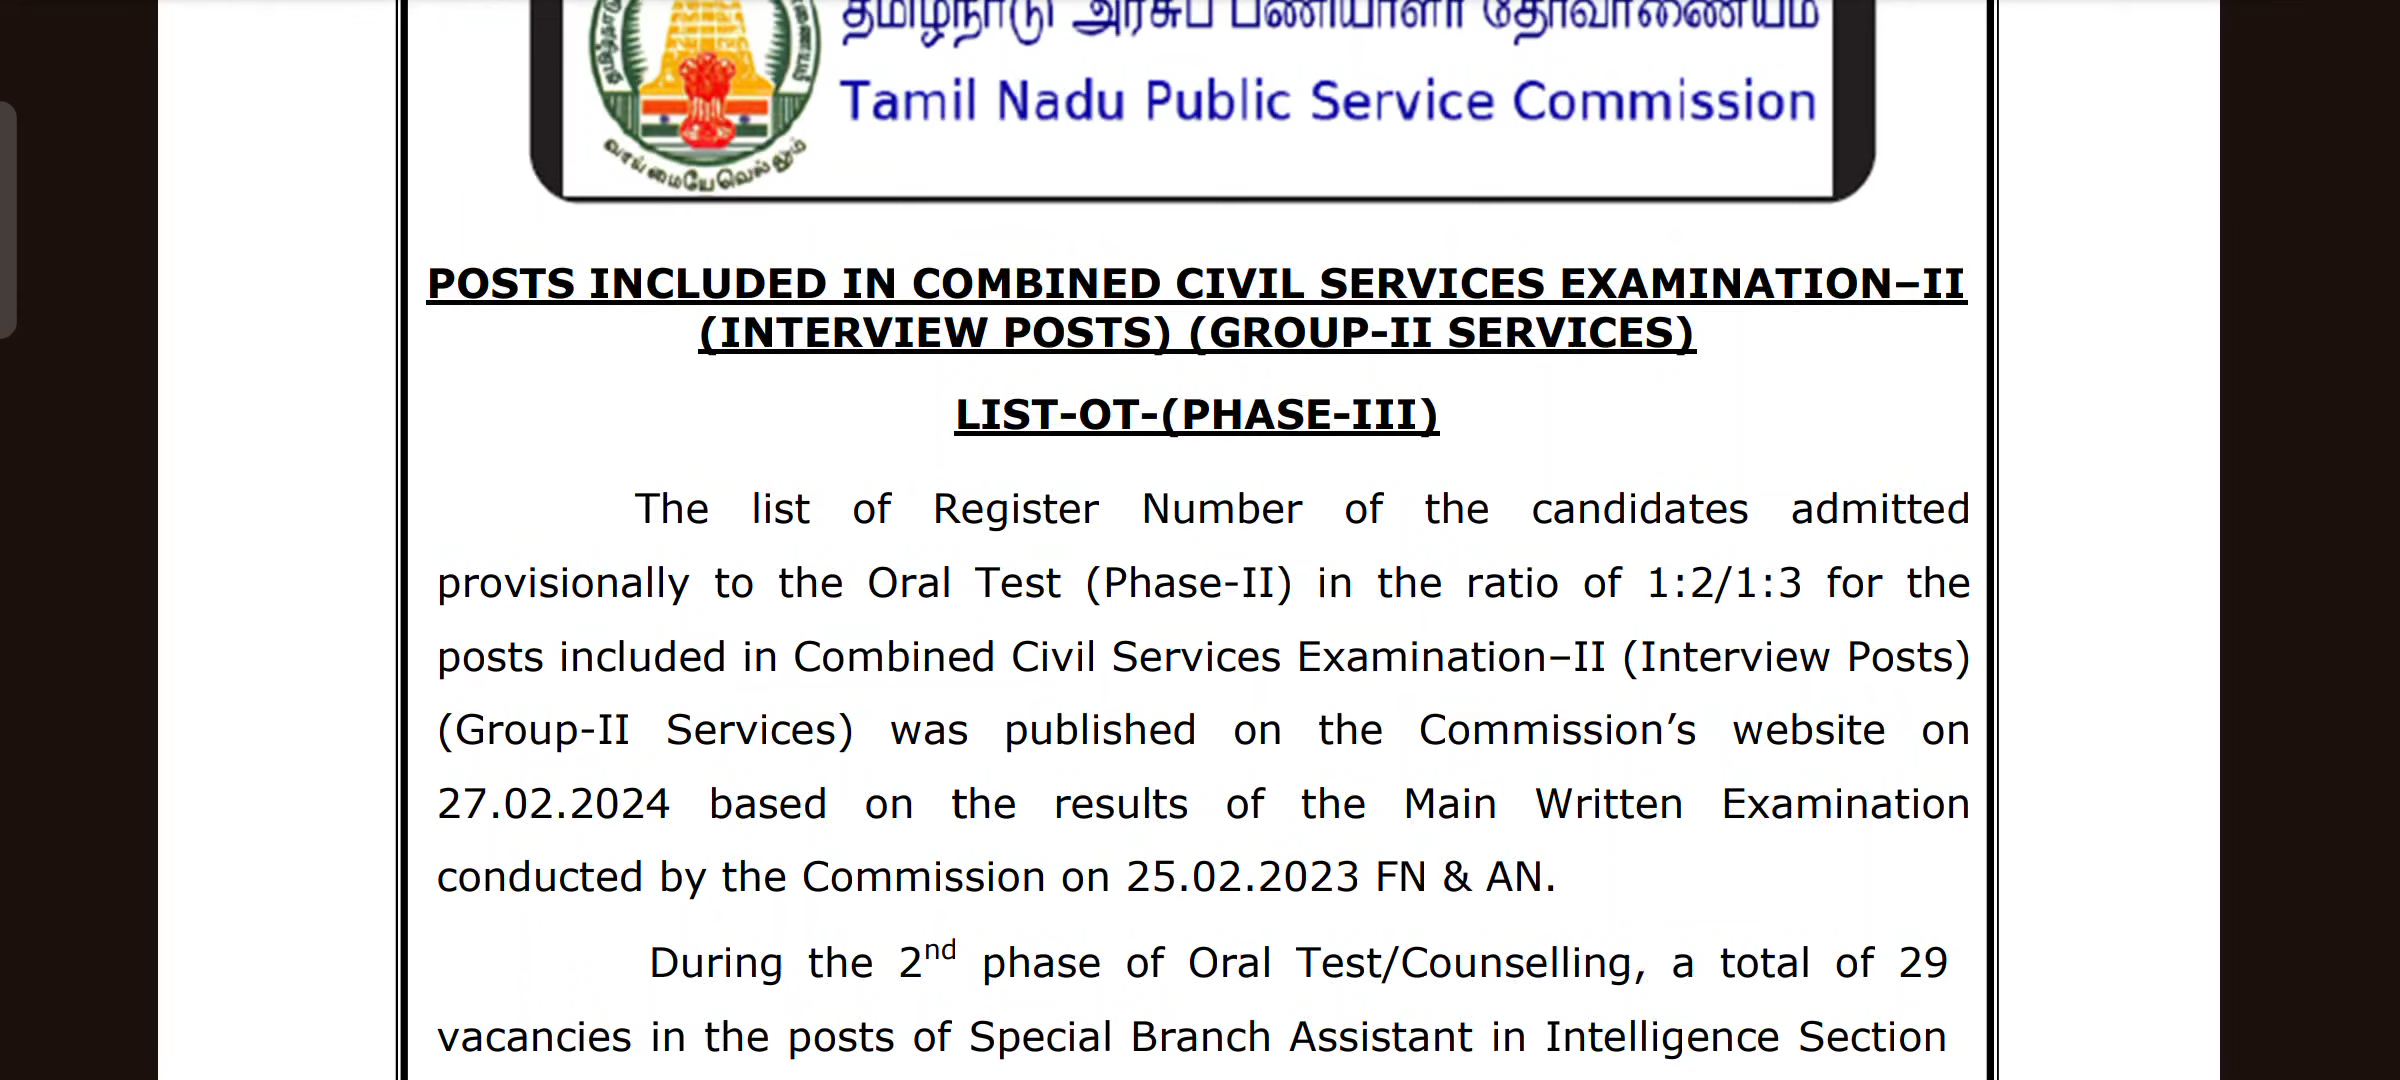 தமிழ்நாடு அரசுப் பணியாளர் தேர்வாணையம்
Tamil Nadu Public Service Commission
வாய்மையே வெல்லும்
POSTS INCLUDED IN COMBINED CIVIL SERVICES EXAMINATION–II
(INTERVIEW POSTS) (GROUP-II SERVICES)
LIST-OT-(PHASE-III)
The list of Register Number of the candidates admitted
provisionally to the Oral Test (Phase-II) in the ratio of 1:2/1:3 for the
posts included in Combined Civil Services Examination–II (Interview Posts)
(Group-II Services) was published on the Commission’s website on
27.02.2024 based on the results of the Main Written Examination
conducted by the Commission on 25.02.2023 FN & AN.
During the 2nd phase of Oral Test/Counselling, a total of 29
vacancies in the posts of Special Branch Assistant in Intelligence Section